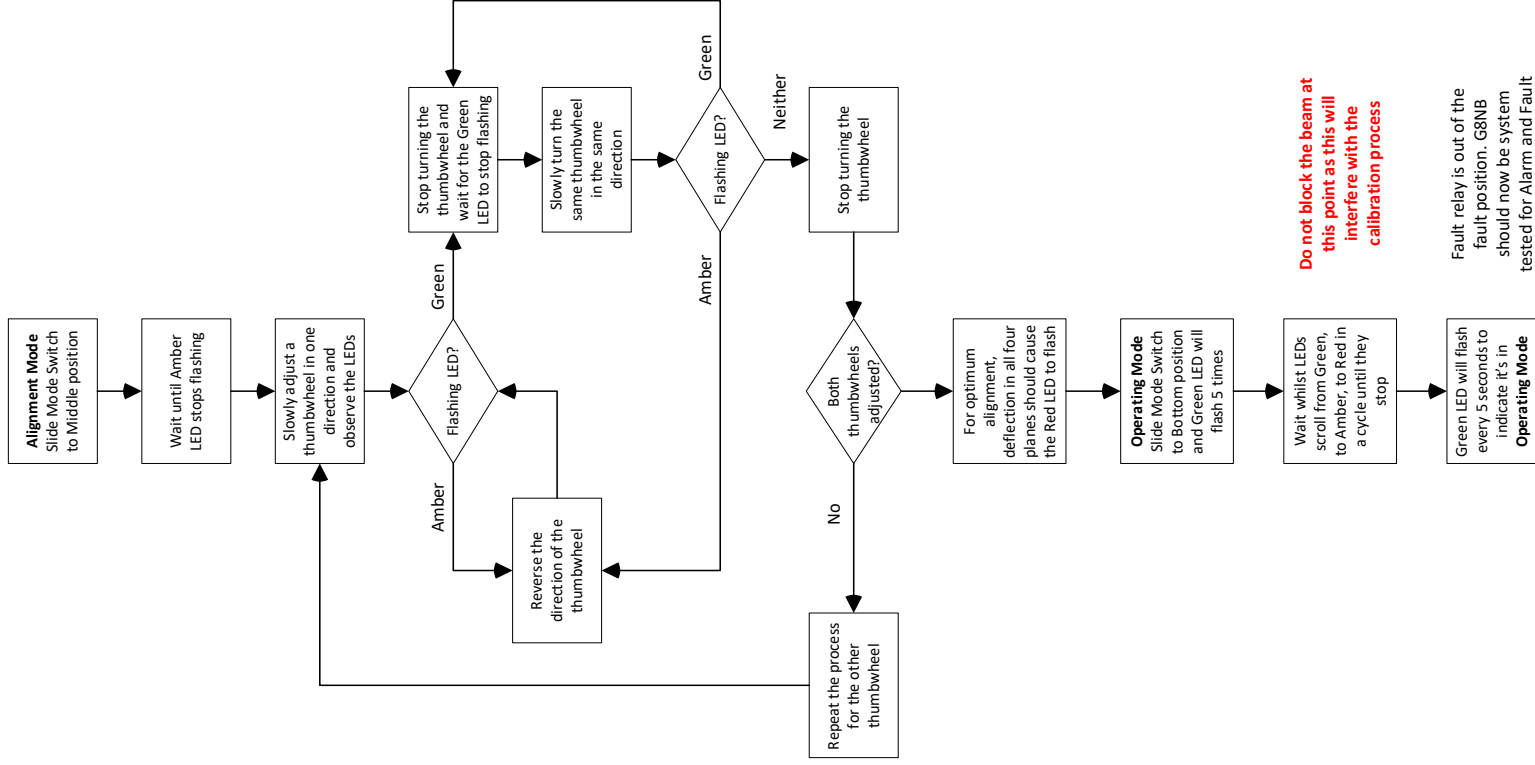 Alignment Mode
Slide Mode Switch
to Middle position
Wait until Amber
LED stops flashing
Slowly adjust a
thumbwheel in one
direction and
observe the LEDs
Flashing LED?
Amber
Green
Reverse the
direction of the
thumbwheel
Stop turning the
thumbwheel and
wait for the Green
LED to stop flashing
Slowly turn the
same thumbwheel
in the same
direction
Flashing LED?
Green
Amber
Neither
Stop turning the
thumbwheel
Both
thumbwheels
adjusted?
No
Repeat the process
for the other
thumbwheel
For optimum
alignment,
deflection in all four
planes should cause
the Red LED to flash
Operating Mode
Slide Mode Switch
to Bottom position
and Green LED will
flash 5 times
Wait whilst LEDs
scroll from Green,
to Amber, to Red in
a cycle until they
stop
Do not block the beam at
this point as this will
interfere with the
calibration process
Green LED will flash
every 5 seconds to
indicate it’s in
Operating Mode
Fault relay is out of the
fault position. G8NB
should now be system
tested for Alarm and Fault